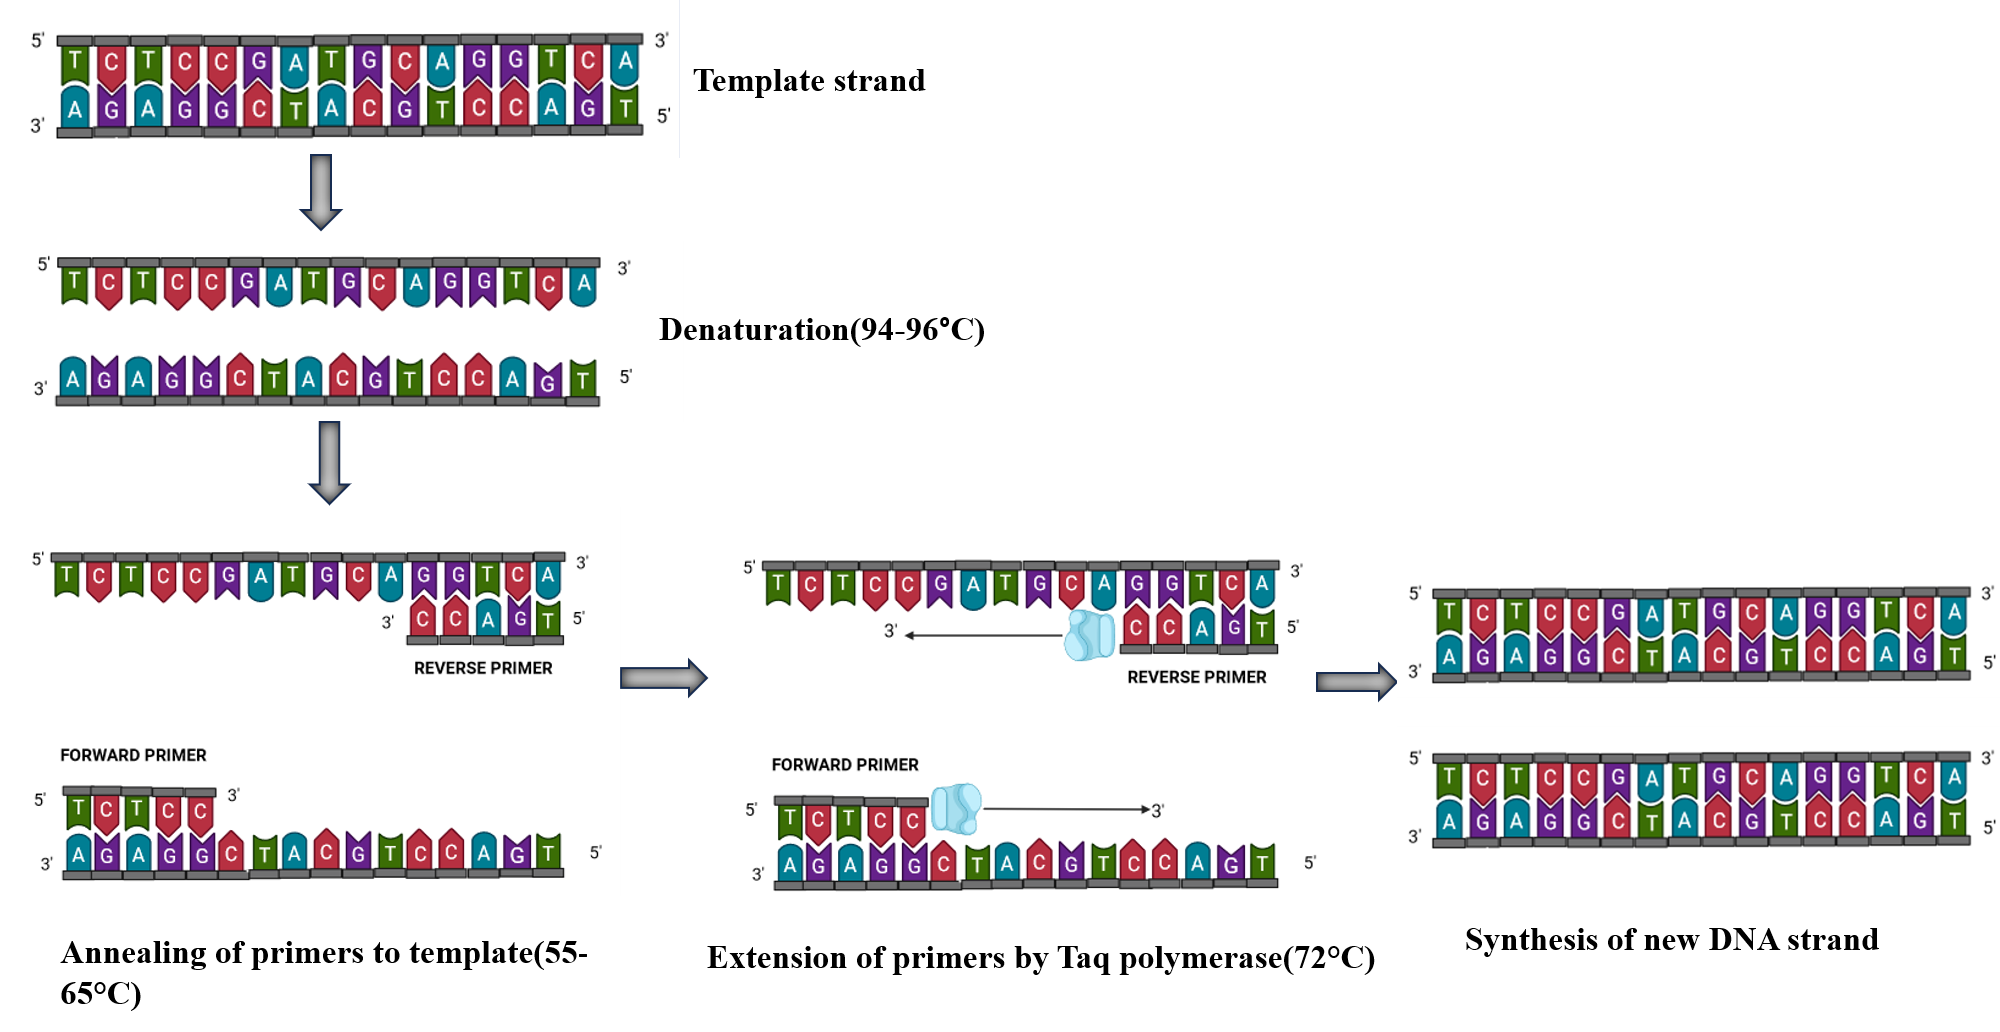 5' T C T C C G A T G C A G G T C A 3'
3' A G A G G C T A C G T C C A G T 5'
Template strand
5' T C T C C G A T G C A G G T C A 3'
Denaturation(94-96°C)
3' A G A G G C T A C G T C C A G T 5'
5' T C T C C G A T G C A G G T C A 3'
3' C C A G T 5'
REVERSE PRIMER
FORWARD PRIMER
5' T C T C C 3'
3' A G A G G C T A C G T C C A G T 5'
Annealing of primers to template(55-
65°C)
5' T C T C C G A T G C A G G T C A 3'
3' C C A G T 5'
REVERSE PRIMER
FORWARD PRIMER
5' T C T C C 3'
3' A G A G G C T A C G T C C A G T 5'
Extension of primers by Taq polymerase(72°C)
5' T C T C C G A T G C A G G T C A 3'
3' A G A G G C T A C G T C C A G T 5'
5' T C T C C G A T G C A G G T C A 3'
3' A G A G G C T A C G T C C A G T 5'
Synthesis of new DNA strand